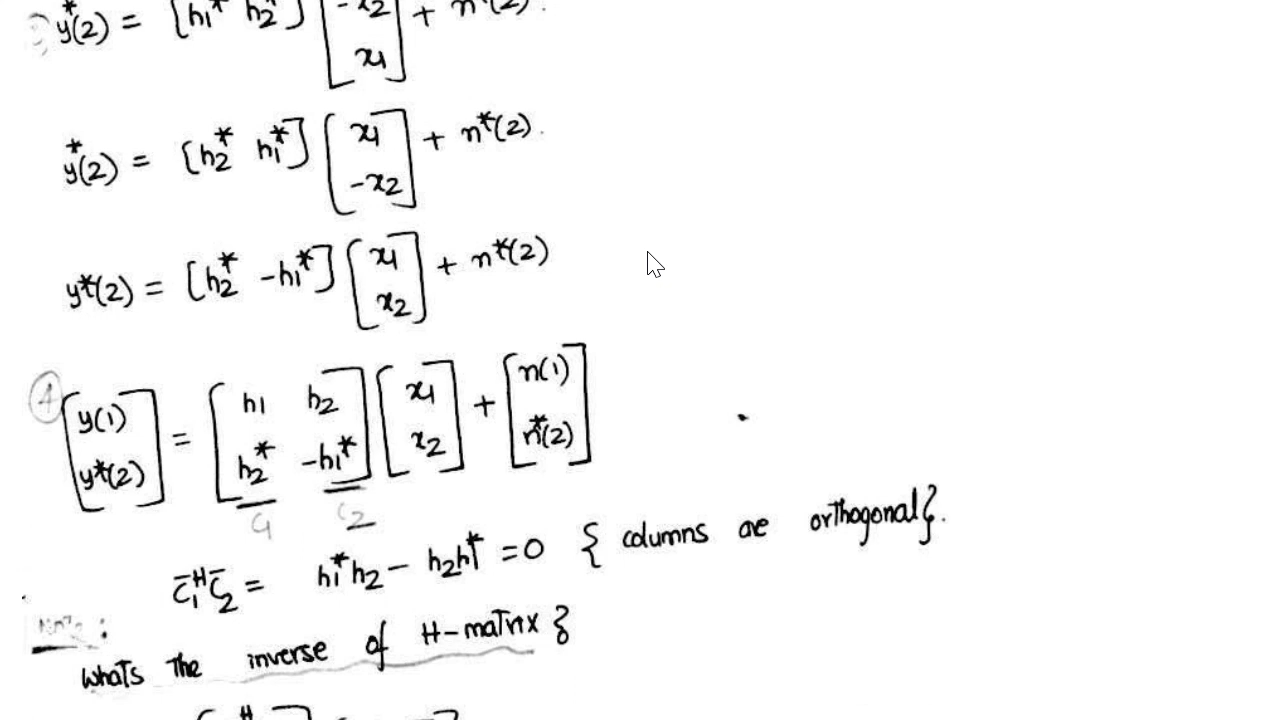 y*(2) = [h1* h2*] [-x2 x1] + n*(2).
y*(2) = [h2* h1*] [x1 -x2] + n*(2).
y*(2) = [h2* -h1*] [x1 x2] + n*(2)
④ [y(1) y*(2)] = [h1 h2 h2* -h1*] [x1 x2] + [n(1) n*(2)]
C1 C2
C̄1ᴴ C̄2 = h1* h2 - h2 h1* = 0 { columns are orthogonal}.
whats the inverse of H-matrix }
H